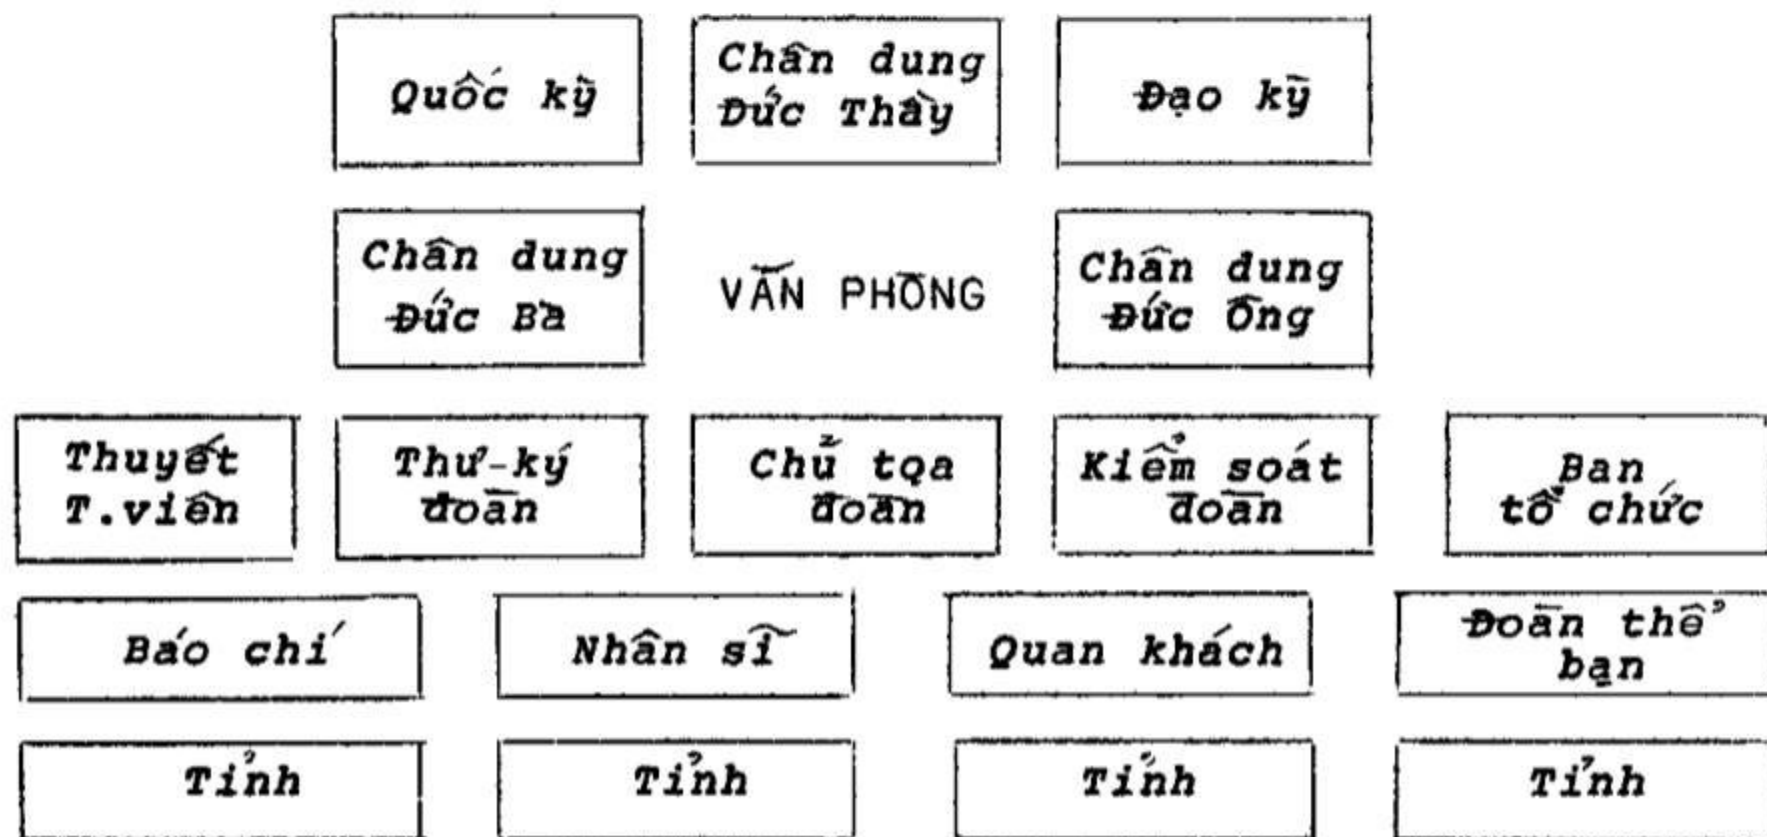 Quốc kỳ
Chân dung
Đức Thầy
Đạo kỳ
Chân dung
Đức Bà
VĂN PHÒNG
Chân dung
Đức Ông
Thuyết
T.viên
Thư-ký
đoàn
Chủ tọa
đoàn
Kiểm soát
đoàn
Ban
tổ chức
Báo chí
Nhân sĩ
Quan khách
Đoàn thể
bạn
Tỉnh
Tỉnh
Tỉnh
Tỉnh